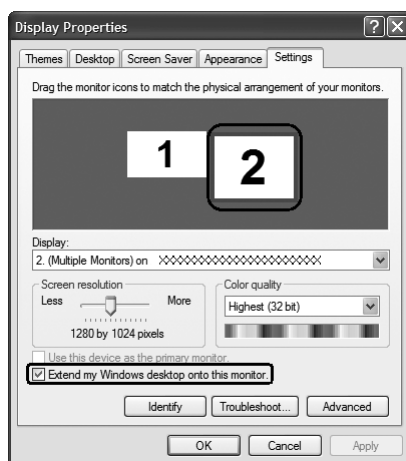 Display Properties
Themes Desktop Screen Saver Appearance Settings
Drag the monitor icons to match the physical arrangement of your monitors.
1 2
Display:
2. (Multiple Monitors) on XXXXXXXXXXXXXXXXXXXXXXX
Screen resolution
Less More
1280 by 1024 pixels
Color quality
Highest (32 bit)
Use this device as the primary monitor.
Extend my Windows desktop onto this monitor.
Identify Troubleshoot... Advanced
OK Cancel Apply